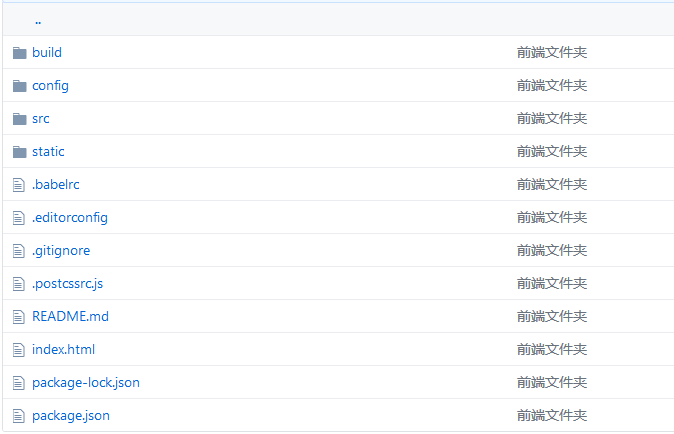 ..
build 前端文件夹
config 前端文件夹
src 前端文件夹
static 前端文件夹
.babelrc 前端文件夹
.editorconfig 前端文件夹
.gitignore 前端文件夹
.postcssrc.js 前端文件夹
README.md 前端文件夹
index.html 前端文件夹
package-lock.json 前端文件夹
package.json 前端文件夹